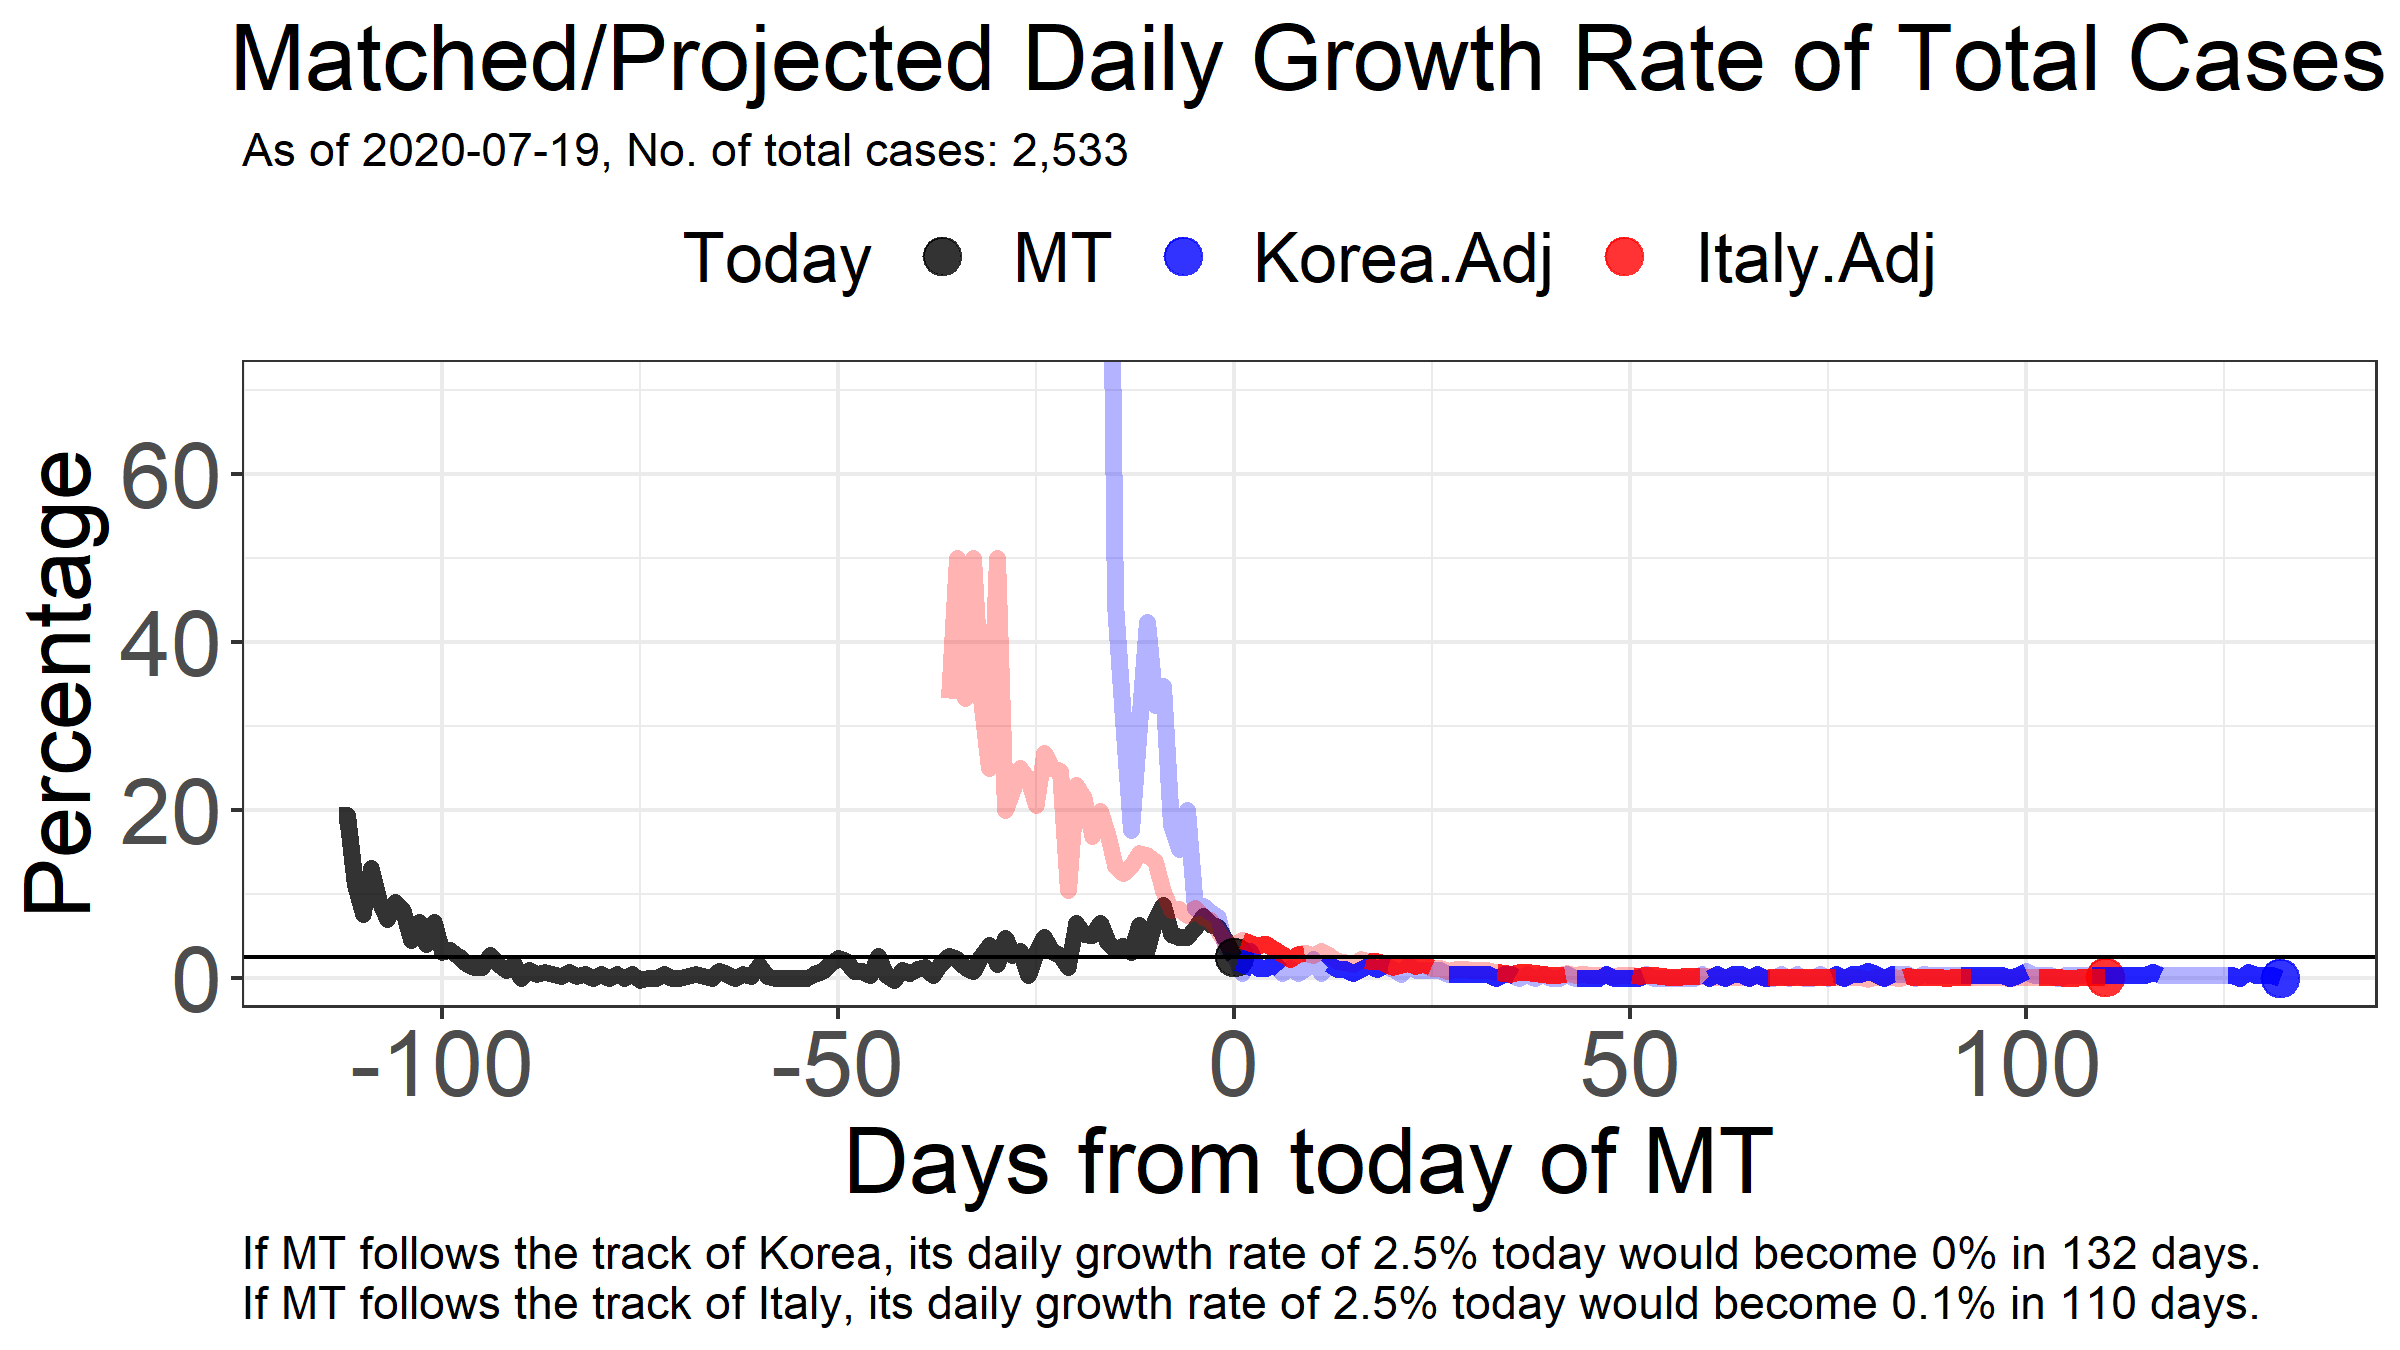 Matched/Projected Daily Growth Rate of Total Cases
As of 2020-07-19, No. of total cases: 2,533
Today MT Korea.Adj Italy.Adj
Percentage
60
40
20
0
-100 -50 0 50 100
Days from today of MT
If MT follows the track of Korea, its daily growth rate of 2.5% today would become 0% in 132 days.
If MT follows the track of Italy, its daily growth rate of 2.5% today would become 0.1% in 110 days.